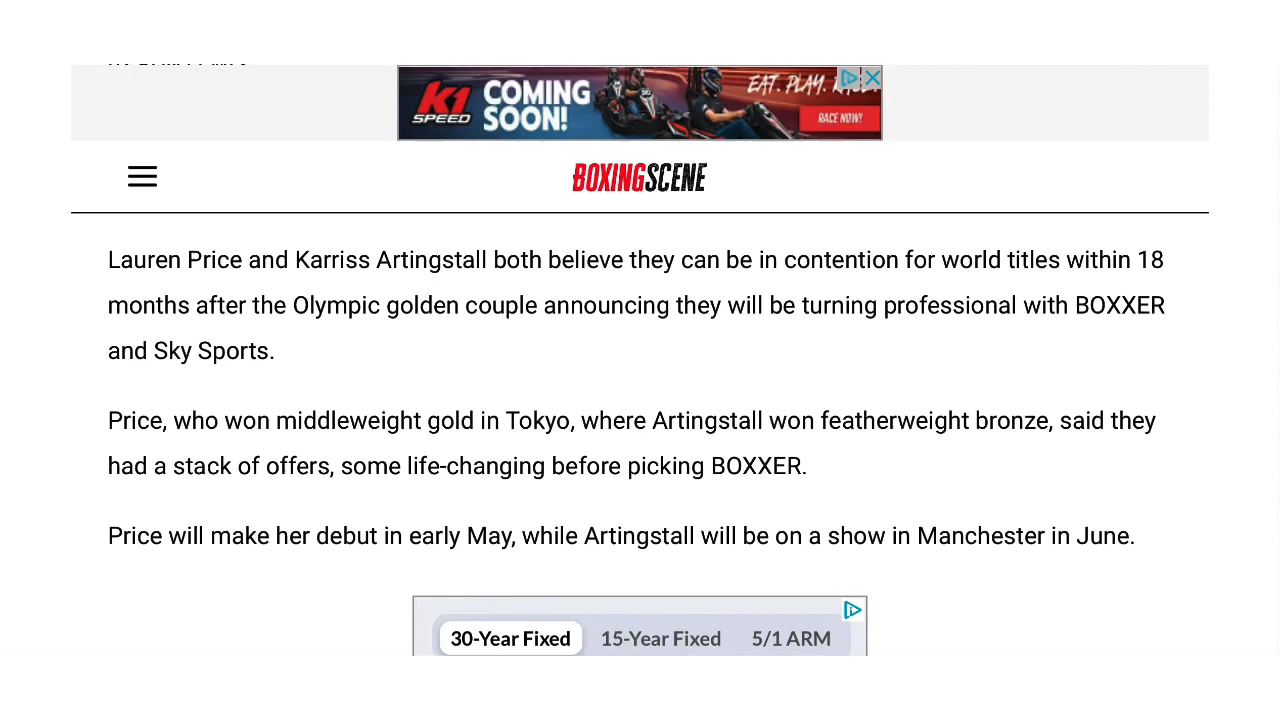 K1
SPEED
COMING
SOON!
EAT. PLAY.
RACE NOW!
BOXINGSCENE
Lauren Price and Karriss Artingstall both believe they can be in contention for world titles within 18
months after the Olympic golden couple announcing they will be turning professional with BOXXER
and Sky Sports.
Price, who won middleweight gold in Tokyo, where Artingstall won featherweight bronze, said they
had a stack of offers, some life-changing before picking BOXXER.
Price will make her debut in early May, while Artingstall will be on a show in Manchester in June.
30-Year Fixed 15-Year Fixed 5/1 ARM